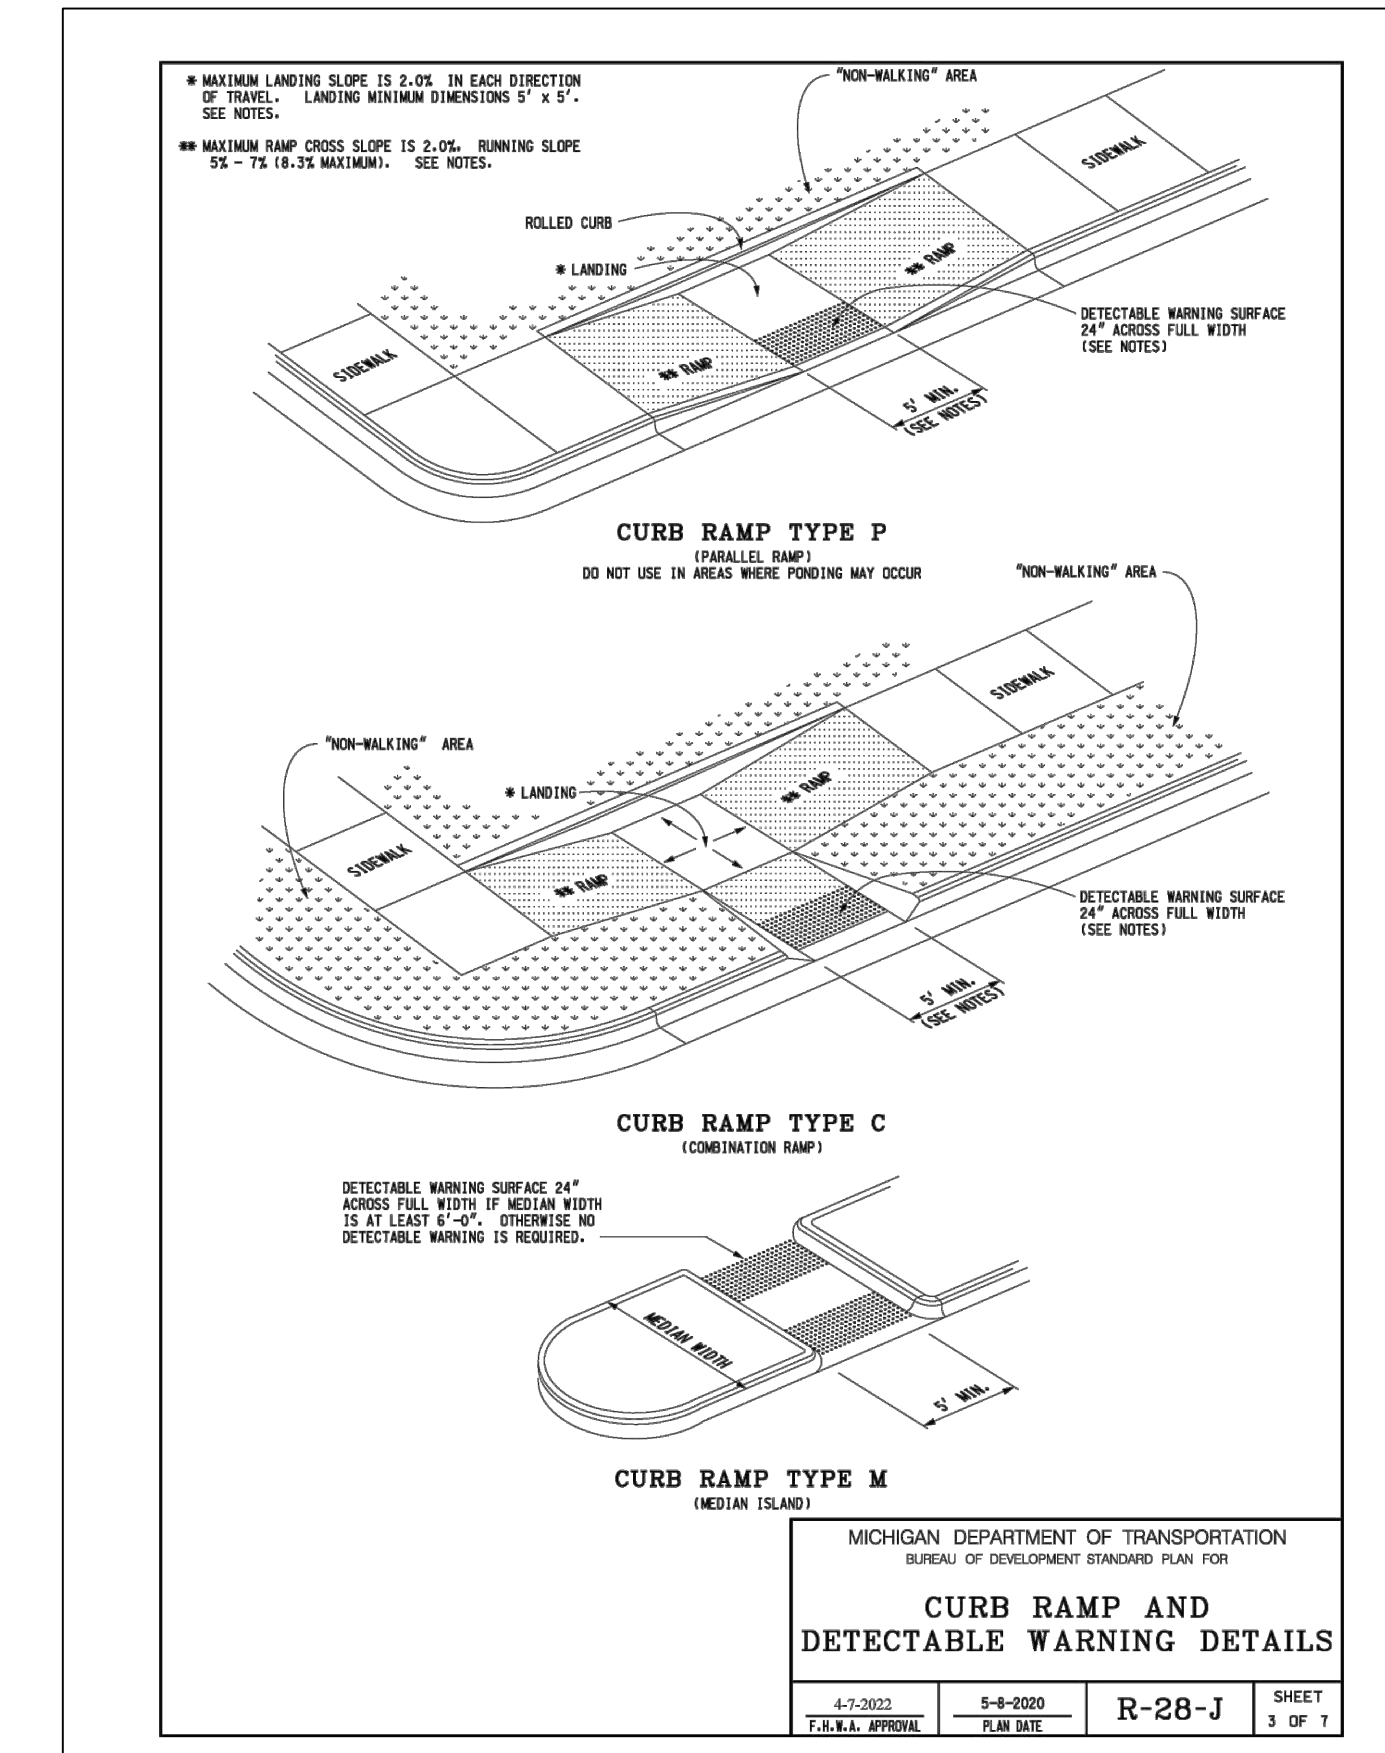 * MAXIMUM LANDING SLOPE IS 2.0% IN EACH DIRECTION
OF TRAVEL. LANDING MINIMUM DIMENSIONS 5' x 5'.
SEE NOTES.
** MAXIMUM RAMP CROSS SLOPE IS 2.0%. RUNNING SLOPE
5% - 7% (8.3% MAXIMUM). SEE NOTES.
"NON-WALKING" AREA
SIDEWALK
ROLLED CURB
** RAMP
* LANDING
DETECTABLE WARNING SURFACE
24" ACROSS FULL WIDTH
(SEE NOTES)
SIDEWALK
** RAMP
5' MIN.
(SEE NOTES)
CURB RAMP TYPE P
(PARALLEL RAMP)
DO NOT USE IN AREAS WHERE PONDING MAY OCCUR
"NON-WALKING" AREA
SIDEWALK
"NON-WALKING" AREA
** RAMP
* LANDING
SIDEWALK
** RAMP
DETECTABLE WARNING SURFACE
24" ACROSS FULL WIDTH
(SEE NOTES)
5' MIN.
(SEE NOTES)
CURB RAMP TYPE C
(COMBINATION RAMP)
DETECTABLE WARNING SURFACE 24"
ACROSS FULL WIDTH IF MEDIAN WIDTH
IS AT LEAST 6'-0". OTHERWISE NO
DETECTABLE WARNING IS REQUIRED.
MEDIAN WIDTH
5' MIN.
CURB RAMP TYPE M
(MEDIAN ISLAND)
MICHIGAN DEPARTMENT OF TRANSPORTATION
BUREAU OF DEVELOPMENT STANDARD PLAN FOR
CURB RAMP AND
DETECTABLE WARNING DETAILS
4-7-2022
F.H.W.A. APPROVAL
5-8-2020
PLAN DATE
R-28-J
SHEET
3 OF 7